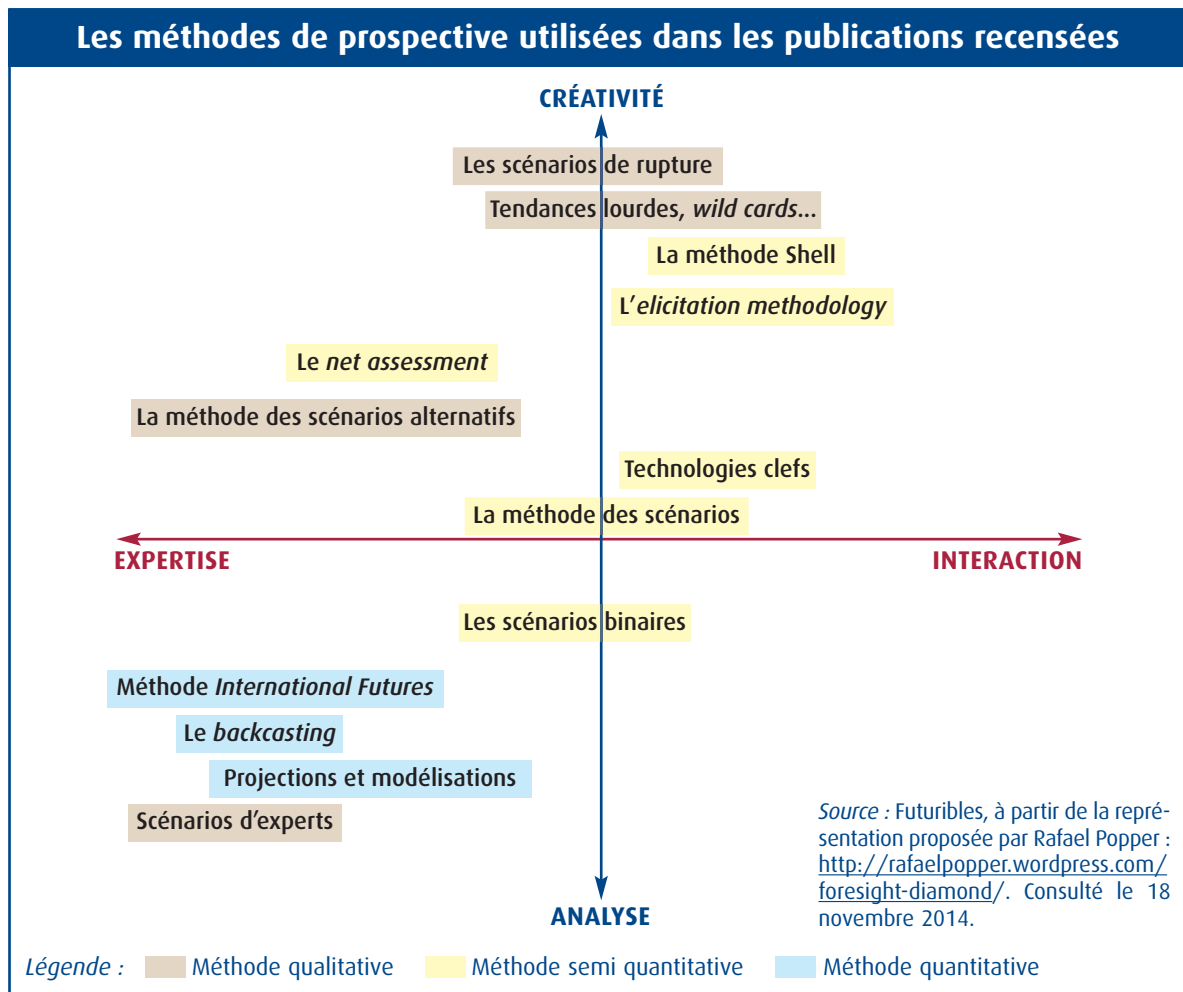 Les méthodes de prospective utilisées dans les publications recensées
CRÉATIVITÉ
Les scénarios de rupture
Tendances lourdes, wild cards...
La méthode Shell
L'elicitation methodology
Le net assessment
La méthode des scénarios alternatifs
Technologies clefs
La méthode des scénarios
EXPERTISE
INTERACTION
Les scénarios binaires
Méthode International Futures
Le backcasting
Projections et modélisations
Scénarios d'experts
Source : Futuribles, à partir de la repré-
sentation proposée par Rafael Popper :
http://rafaelpopper.wordpress.com/
foresight-diamond/. Consulté le 18
novembre 2014.
ANALYSE
Légende : Méthode qualitative Méthode semi quantitative Méthode quantitative